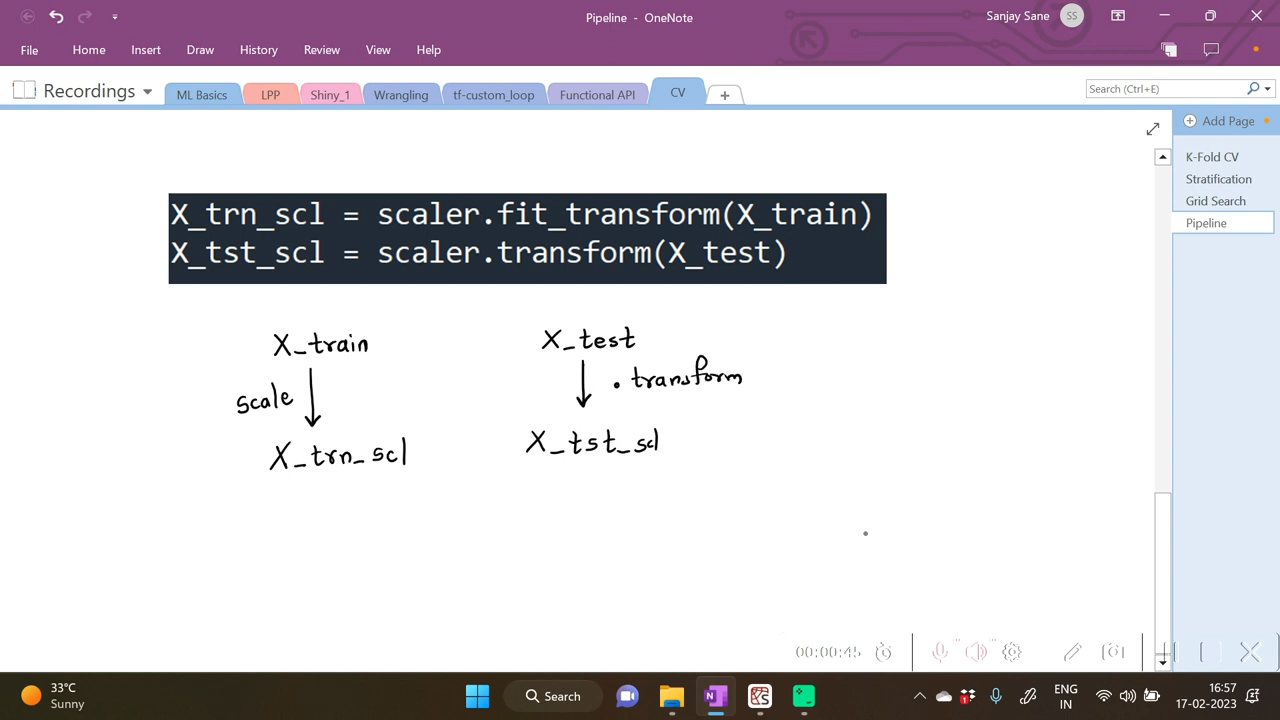 Pipeline - OneNote
Sanjay Sane
SS
File
Home
Insert
Draw
History
Review
View
Help
Recordings
ML Basics
LPP
Shiny_1
Wrangling
tf-custom_loop
Functional API
CV
Search (Ctrl+E)
Add Page
K-Fold CV
Stratification
Grid Search
Pipeline
X_trn_scl = scaler.fit_transform(X_train)
X_tst_scl = scaler.transform(X_test)
X_train
X_test
scale
. transform
X_trn_scl
X_tst_scl
00:00:45
33°C
Sunny
Search
ENG
IN
16:57
17-02-2023